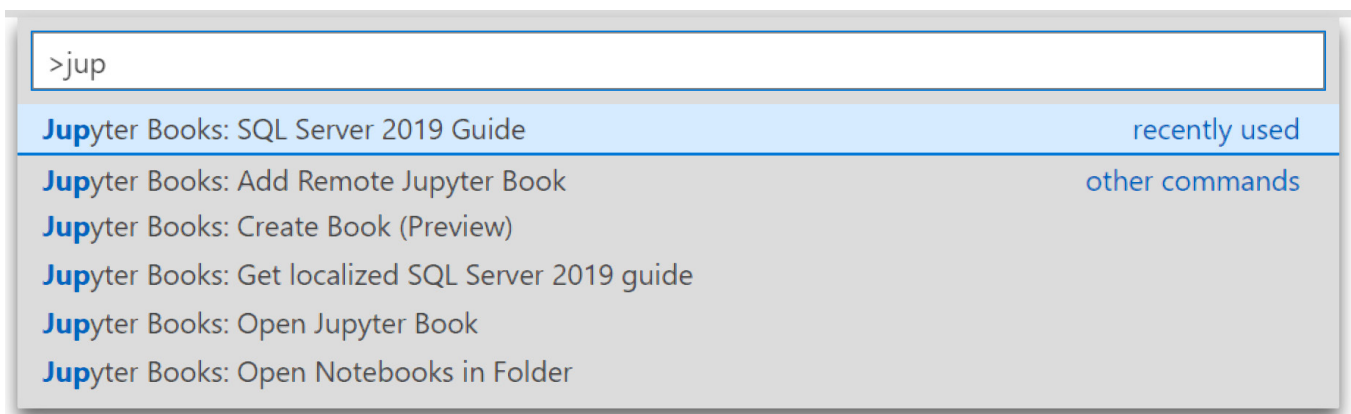 >jup
Jupyter Books: SQL Server 2019 Guide recently used
Jupyter Books: Add Remote Jupyter Book other commands
Jupyter Books: Create Book (Preview)
Jupyter Books: Get localized SQL Server 2019 guide
Jupyter Books: Open Jupyter Book
Jupyter Books: Open Notebooks in Folder